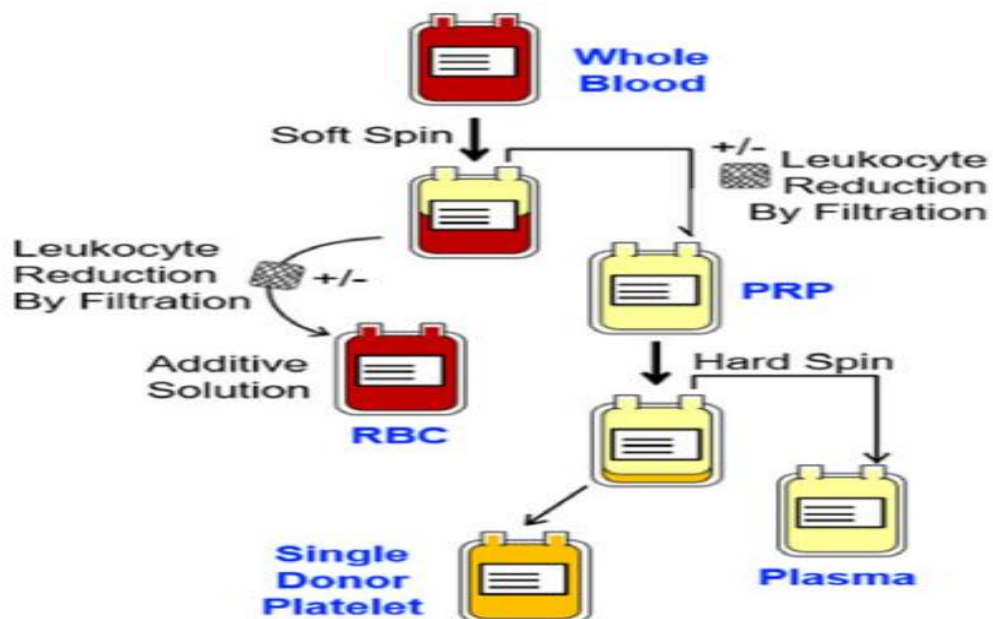 Whole
Blood
Soft Spin
+/-
Leukocyte
Reduction
By Filtration
Leukocyte
Reduction
By Filtration
+/-
PRP
Additive
Solution
RBC
Hard Spin
Single
Donor
Platelet
Plasma